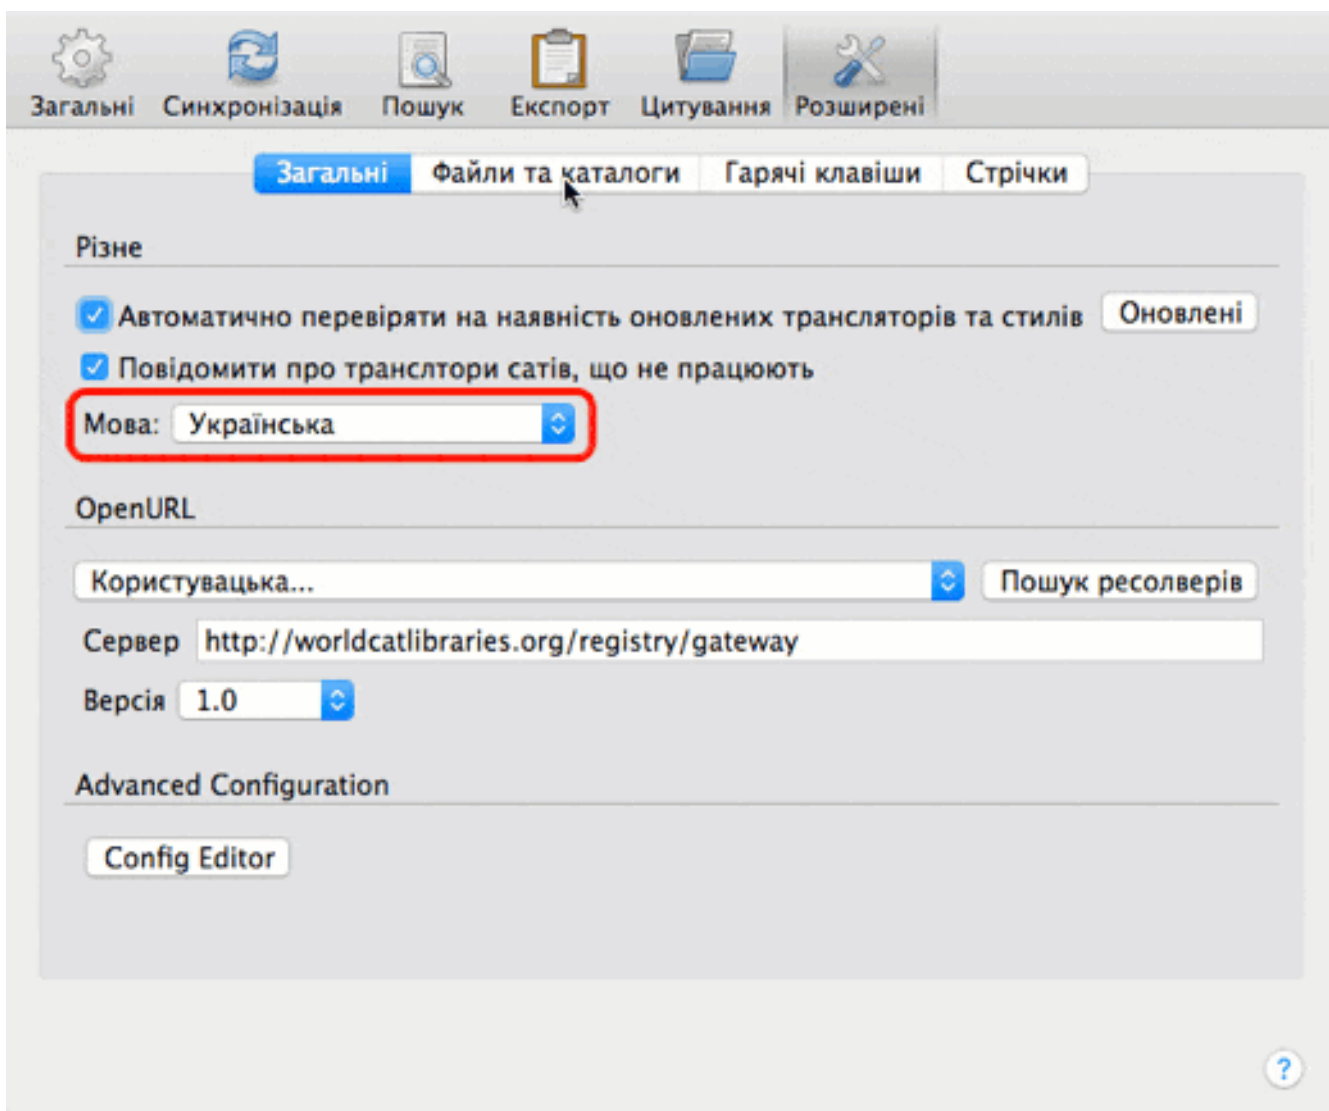 Загальні Синхронізація Пошук Експорт Цитування Розширені
Загальні Файли та каталоги Гарячі клавіши Стрічки
Різне
Автоматично перевіряти на наявність оновлених трансляторів та стилів Оновлені
Повідомити про транслтори сатів, що не працюють
Мова: Українська
OpenURL
Користувацька... Пошук ресолверів
Сервер http://worldcatlibraries.org/registry/gateway
Версія 1.0
Advanced Configuration
Config Editor
?